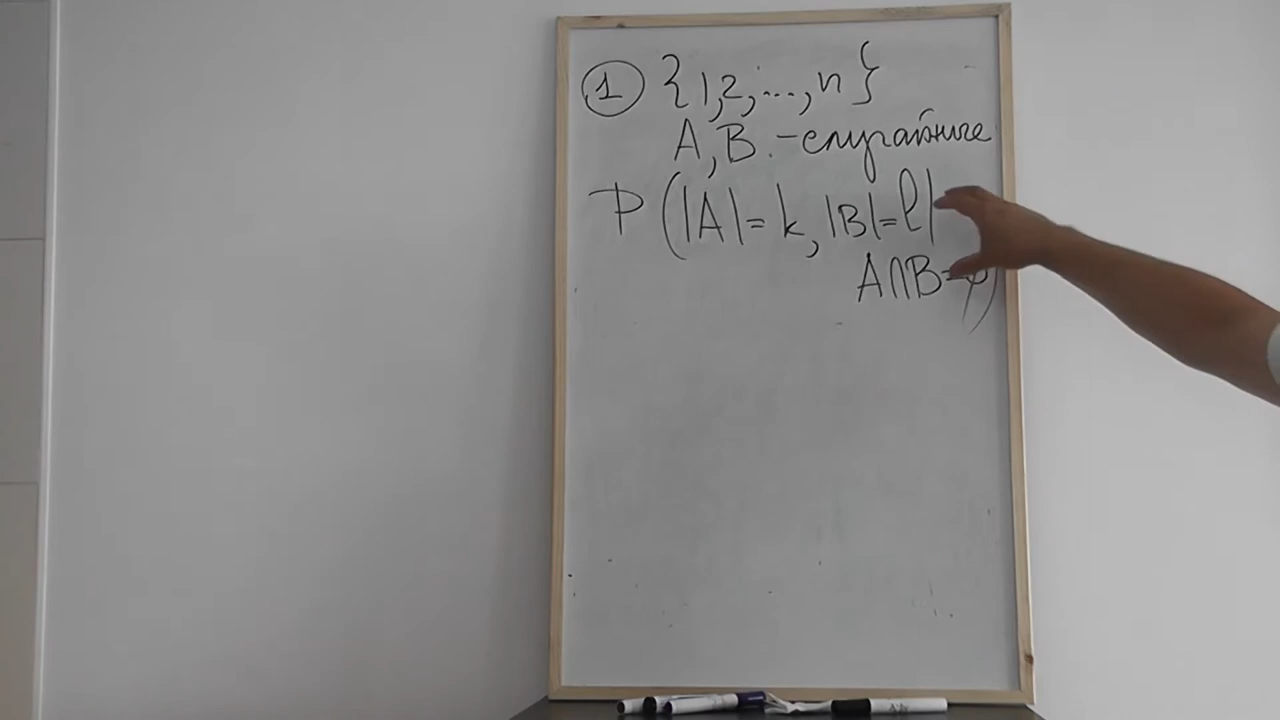 1 {1,2,...,n}
A, B. - случайные
P (|A|=k, |B|=l|
A∩B=φ)